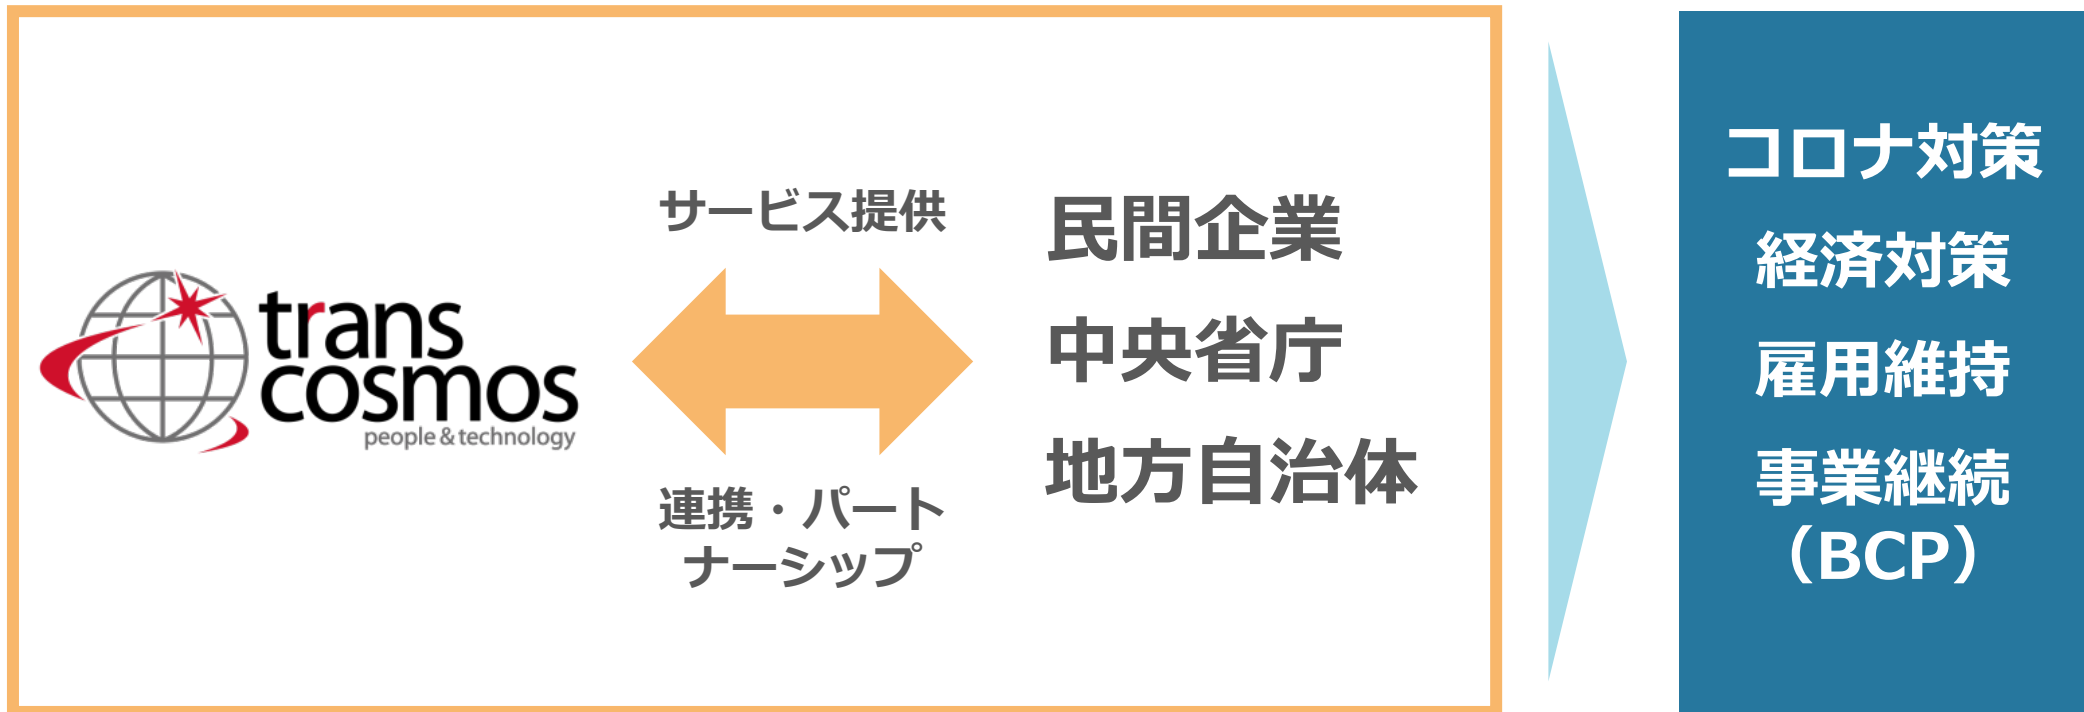 trans
cosmos
people & technology
サービス提供
連携・パート
ナーシップ
民間企業
中央省庁
地方自治体
コロナ対策
経済対策
雇用維持
事業継続
（BCP）